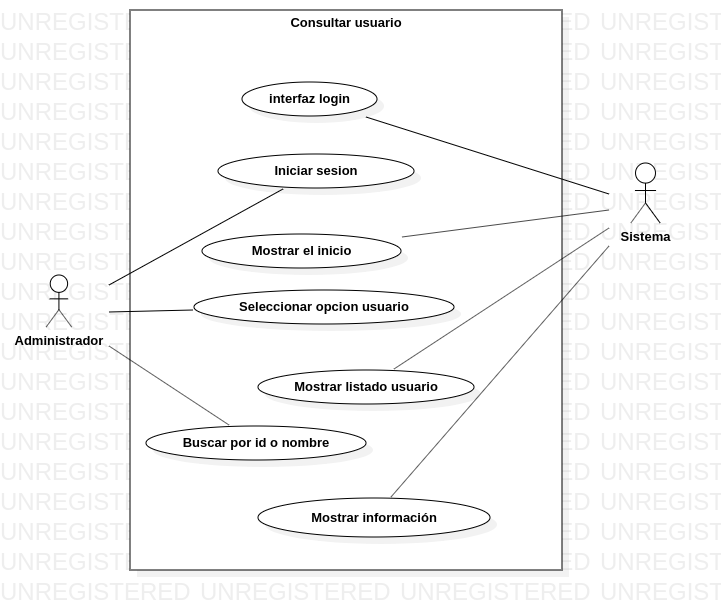 Consultar usuario
interfaz login
Iniciar sesion
Mostrar el inicio
Sistema
Seleccionar opcion usuario
Administrador
Mostrar listado usuario
Buscar por id o nombre
Mostrar información
UNREGISTERED UNREGISTERED UNREGISTERED UNREGIST